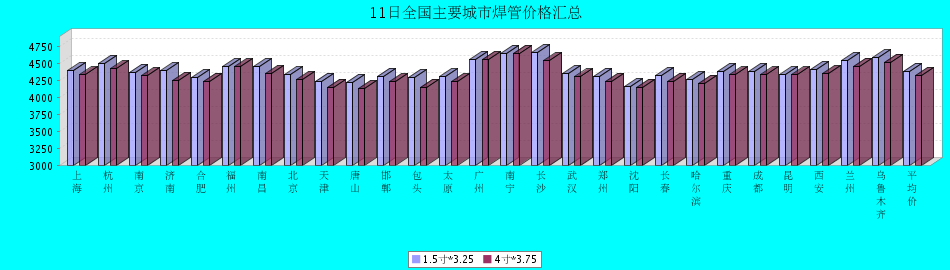 11日全国主要城市焊管价格汇总
4750
4500
4250
4000
3750
3500
3250
3000
上海
杭州
南京
济南
合肥
福州
南昌
北京
天津
唐山
邯郸
包头
太原
广州
南宁
长沙
武汉
郑州
沈阳
长春
哈尔滨
重庆
成都
昆明
西安
兰州
乌鲁木齐
平均价
1.5寸*3.25
4寸*3.75